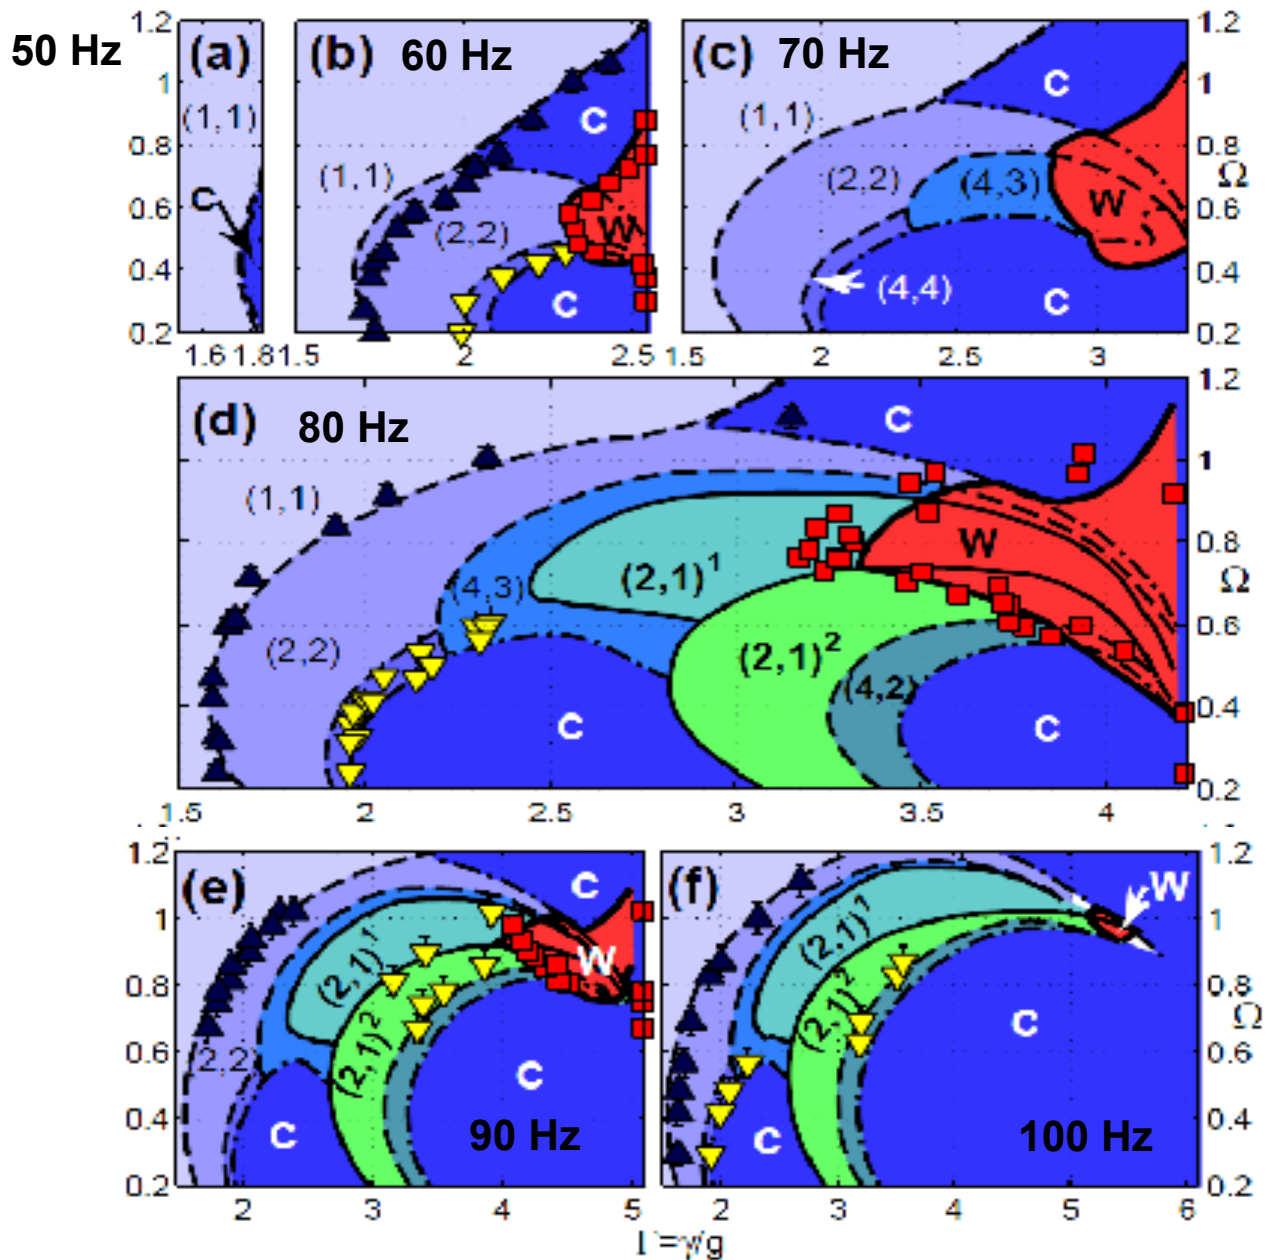 50 Hz
(a)
(1,1)
C
(b) 60 Hz
C
(1,1)
(2,2)
W
C
(c) 70 Hz
C
(1,1)
(2,2)
(4,3)
W
(4,4)
C
1.2
1
0.8
0.6
0.4
0.2
1.6 1.8 1.5 2 2.5 1.5 2 2.5 3
1.2
1
0.8
Ω
0.6
0.4
0.2
(d) 80 Hz
C
(1,1)
W
(4,3)
(2,1)¹
(2,2)
(2,1)²
(4,2)
C
C
1.2
1
0.8
Ω
0.6
0.4
0.2
1.5 2 2.5 3 3.5 4
1.2
1
0.8
0.6
0.4
0.2
(e)
C
(2,1)¹
W
(2,2)
(2,1)²
C
C
90 Hz
2 3 4 5
(f)
W
(2,1)¹
(2,1)²
C
C
100 Hz
2 3 4 5 6
1.2
1
0.8
Ω
0.6
0.4
0.2
Γ=γ/g